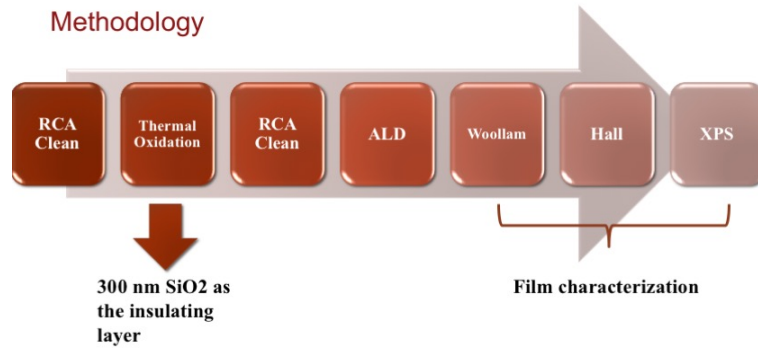 Methodology
RCA
Clean
Thermal
Oxidation
RCA
Clean
ALD
Woollam
Hall
XPS
300 nm SiO2 as
the insulating
layer
Film characterization